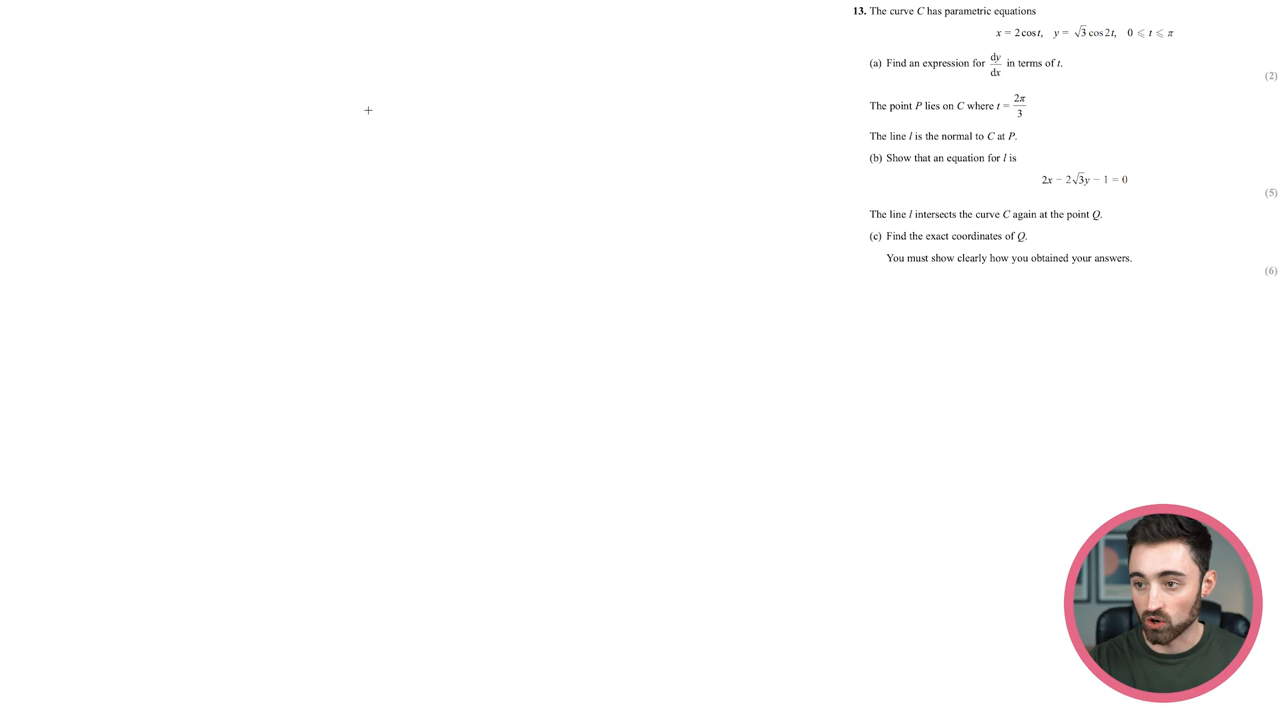 13. The curve C has parametric equations
x = 2cos t, y = √3 cos 2t, 0 ⩽ t ⩽ π
(a) Find an expression for dy/dx in terms of t.
(2)
The point P lies on C where t = 2π/3
The line l is the normal to C at P.
(b) Show that an equation for l is
2x − 2√3y − 1 = 0
(5)
The line l intersects the curve C again at the point Q.
(c) Find the exact coordinates of Q.
You must show clearly how you obtained your answers.
(6)